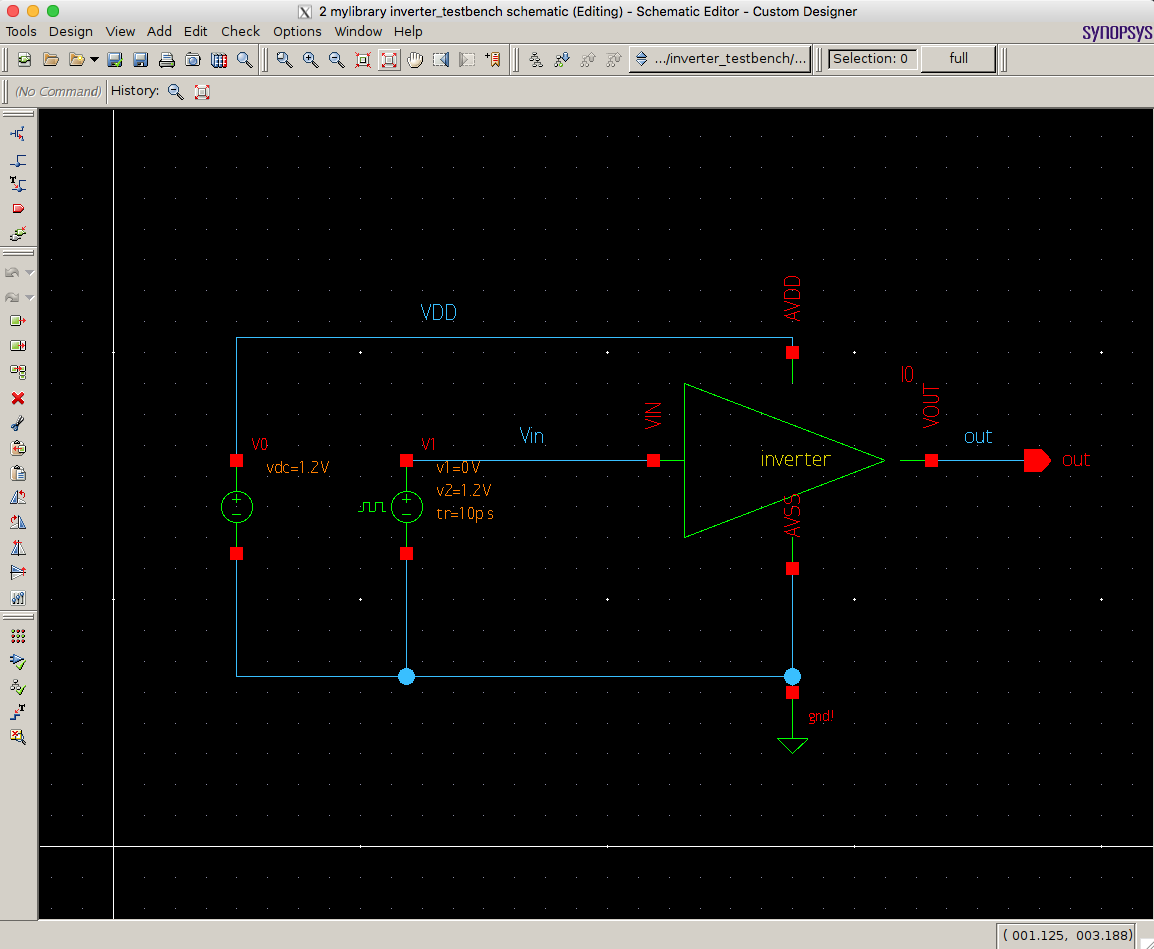 2 mylibrary inverter_testbench schematic (Editing) - Schematic Editor - Custom Designer
Tools Design View Add Edit Check Options Window Help
SYNOPSYS
.../inverter_testbench/...
Selection: 0
full
(No Command)
History:
AVDD
VDD
I0
VIN
VOUT
V0
V1
Vin
out
vdc=1.2V
v1=0V
inverter
out
v2=1.2V
tr=10ps
AVSS
gnd!
( 001.125, 003.188)